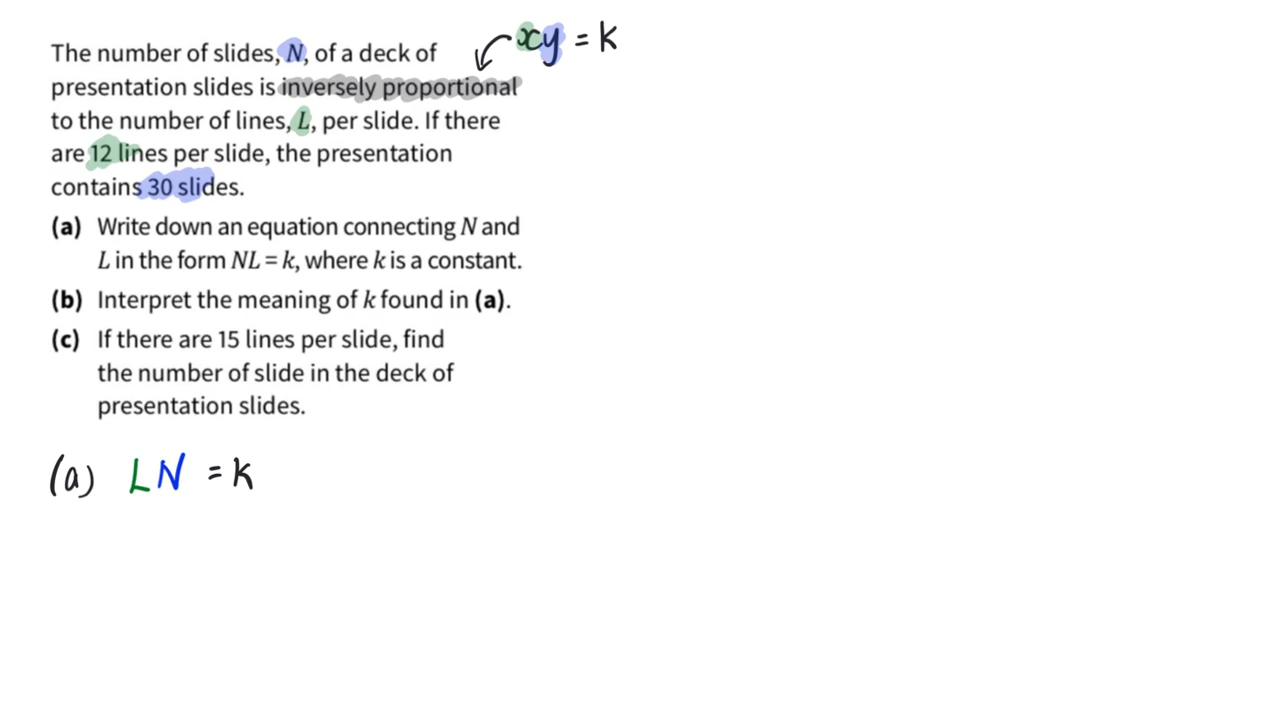 xy = k
The number of slides, N, of a deck of
presentation slides is inversely proportional
to the number of lines, L, per slide. If there
are 12 lines per slide, the presentation
contains 30 slides.
(a) Write down an equation connecting N and
L in the form NL = k, where k is a constant.
(b) Interpret the meaning of k found in (a).
(c) If there are 15 lines per slide, find
the number of slide in the deck of
presentation slides.
(a) LN = k